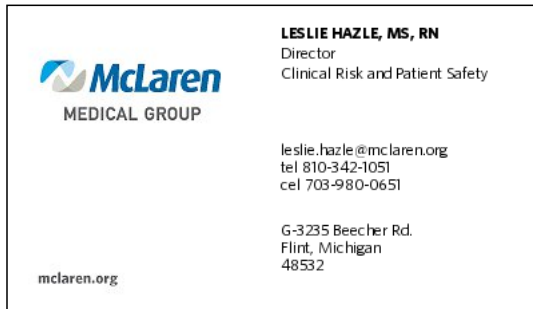 McLaren
MEDICAL GROUP
mclaren.org
LESLIE HAZLE, MS, RN
Director
Clinical Risk and Patient Safety
leslie.hazle@mclaren.org
tel 810-342-1051
cel 703-980-0651
G-3235 Beecher Rd.
Flint, Michigan
48532